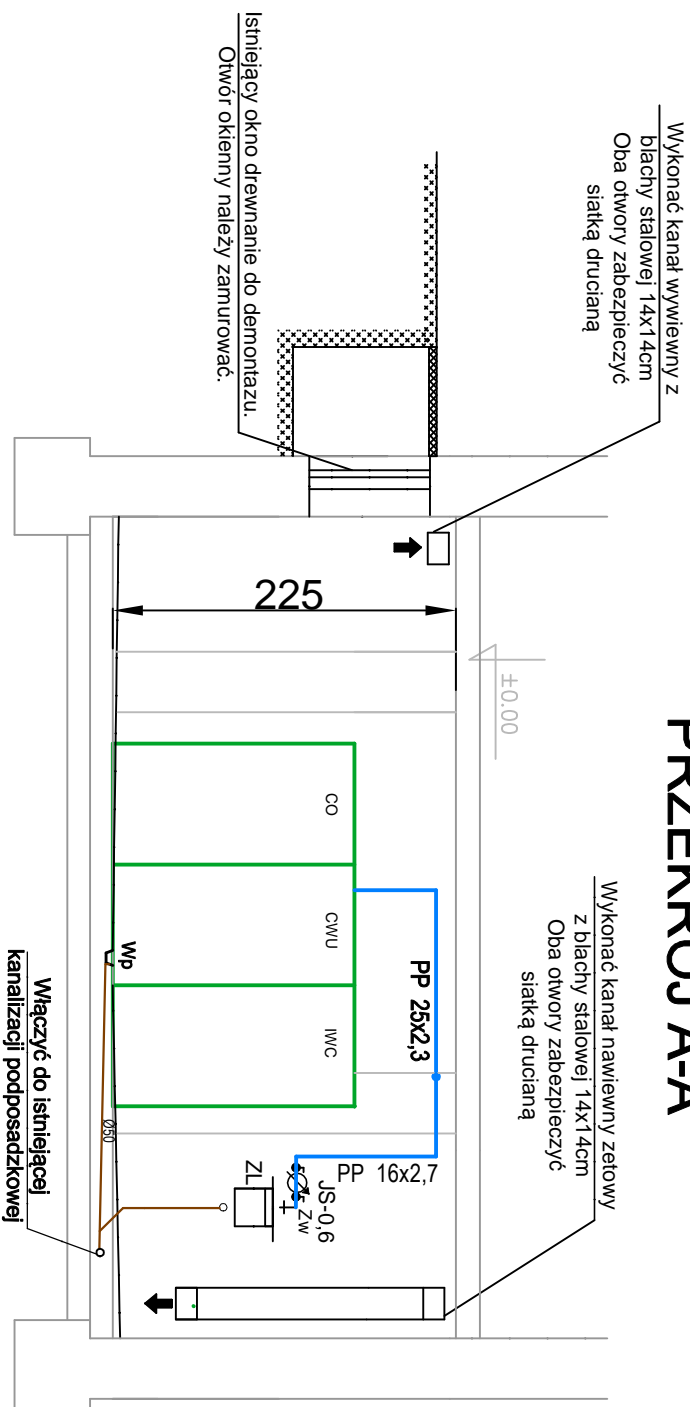 PRZEKRÓJ A-A
Wykonać kanał wywiewny z
blachy stalowej 14x14cm
Oba otwory zabezpieczyć
siatką drucianą
Wykonać kanał nawiewny zetowy
z blachy stalowej 14x14cm
Oba otwory zabezpieczyć
siatką drucianą
±0.00
Istniejący okno drewnanie do demontażu.
Otwór okienny należy zamurować.
225
CO
CWU
IWC
PP 25x2,3
PP 16x2,7
JS-0,6
Zw
ZL
Wp
Ø50
Włączyć do istniejącej
kanalizacji podposadzkowej